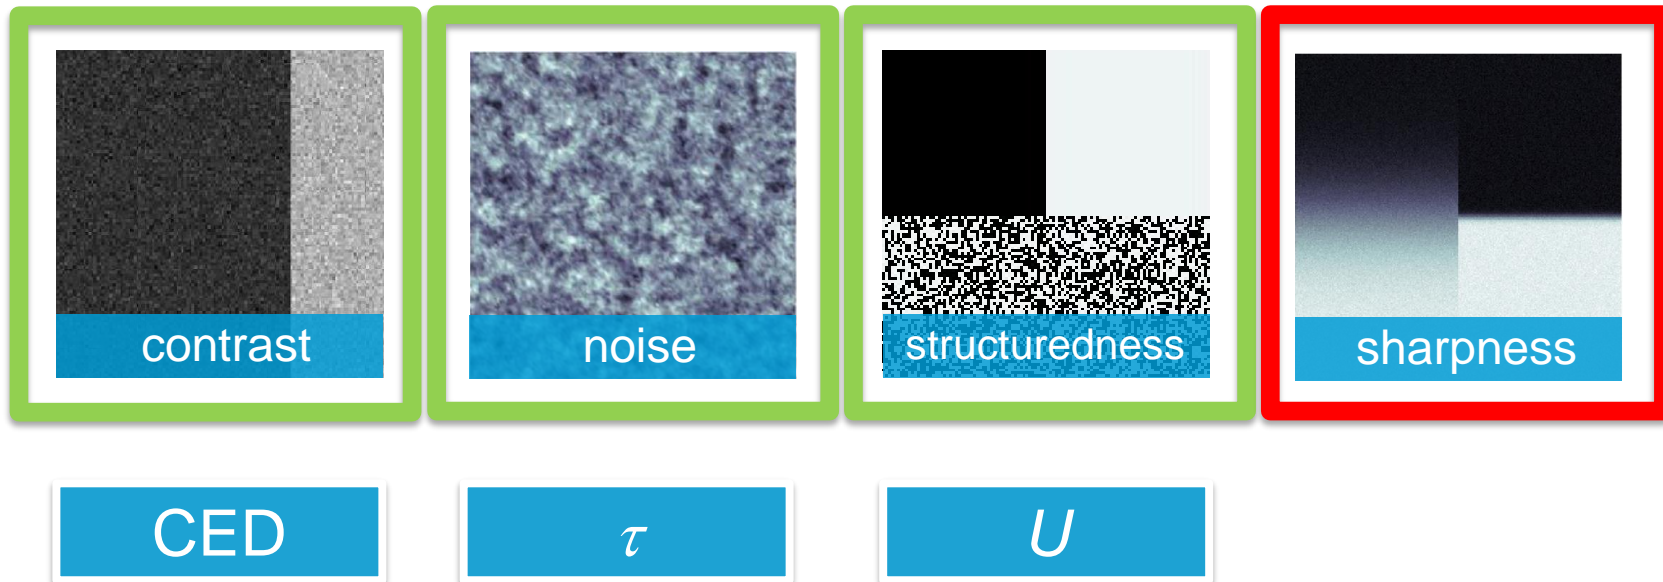 contrast
noise
structuredness
sharpness
CED
τ
U